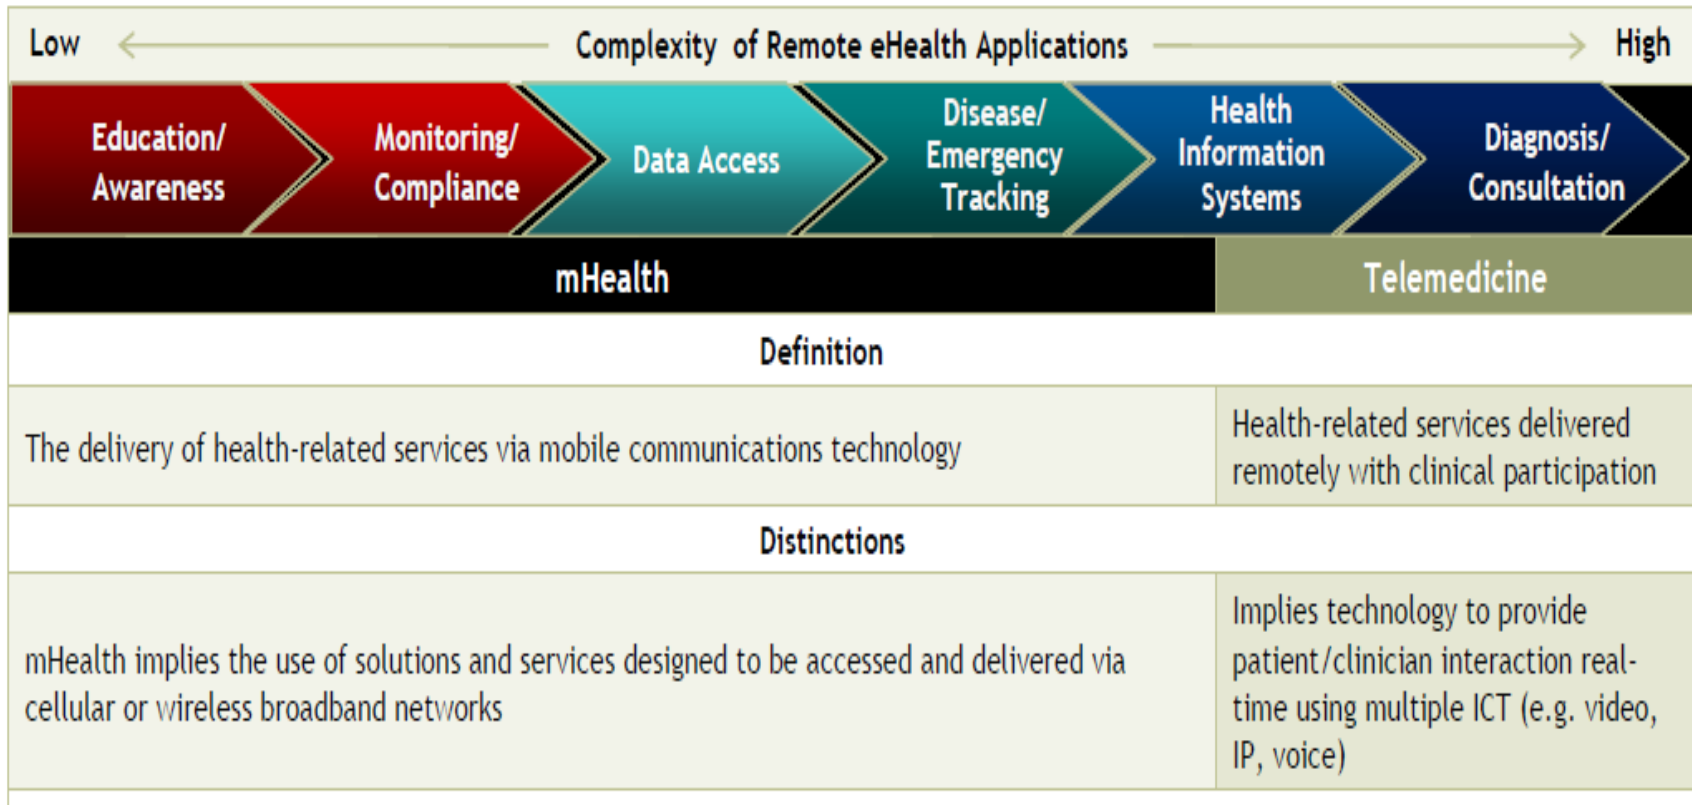 Low Complexity of Remote eHealth Applications High
Education/
Awareness
Monitoring/
Compliance
Data Access
Disease/
Emergency
Tracking
Health
Information
Systems
Diagnosis/
Consultation
mHealth
Telemedicine
Definition
The delivery of health-related services via mobile communications technology
Health-related services delivered
remotely with clinical participation
Distinctions
mHealth implies the use of solutions and services designed to be accessed and delivered via
cellular or wireless broadband networks
Implies technology to provide
patient/clinician interaction real-
time using multiple ICT (e.g. video,
IP, voice)